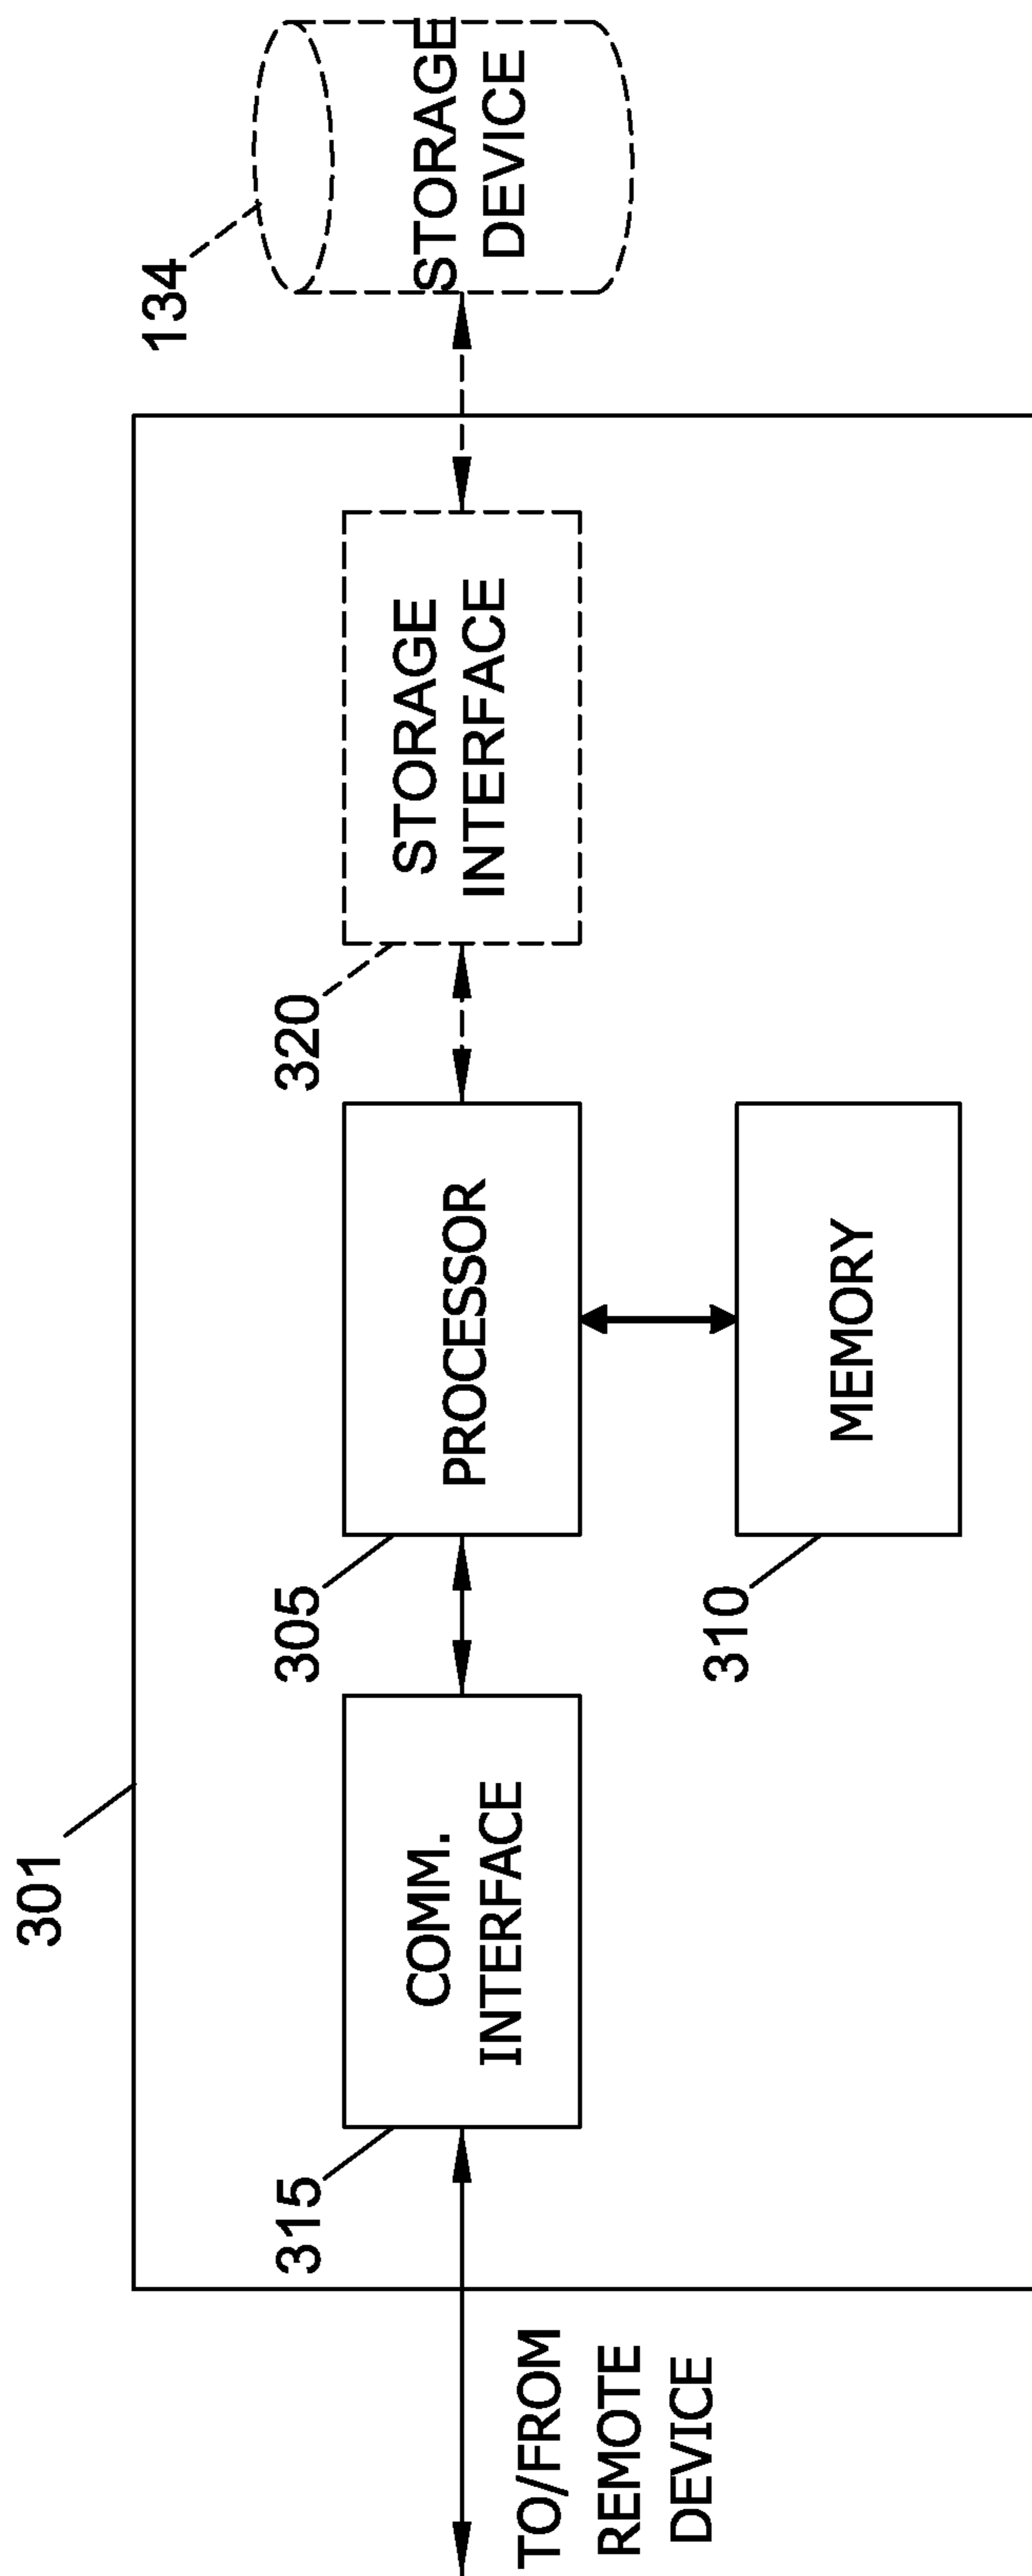 301
134
315
305
320
COMM.
INTERFACE
PROCESSOR
STORAGE
INTERFACE
STORAGE
DEVICE
TO/FROM
REMOTE
DEVICE
310
MEMORY